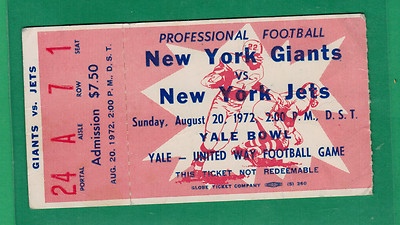 GIANTS VS. JETS
24 PORTAL
A AISLE
7 ROW
1 SEAT
Admission $7.50
AUG. 20, 1972 2:00 P.M., D.S.T.
PROFESSIONAL FOOTBALL
New York Giants
vs.
New York Jets
Sunday, August 20, 1972 - 2:00 P.M., D.S.T.
YALE BOWL
YALE - UNITED WAY FOOTBALL GAME
THIS TICKET NOT REDEEMABLE
GLOBE TICKET COMPANY (5) 260